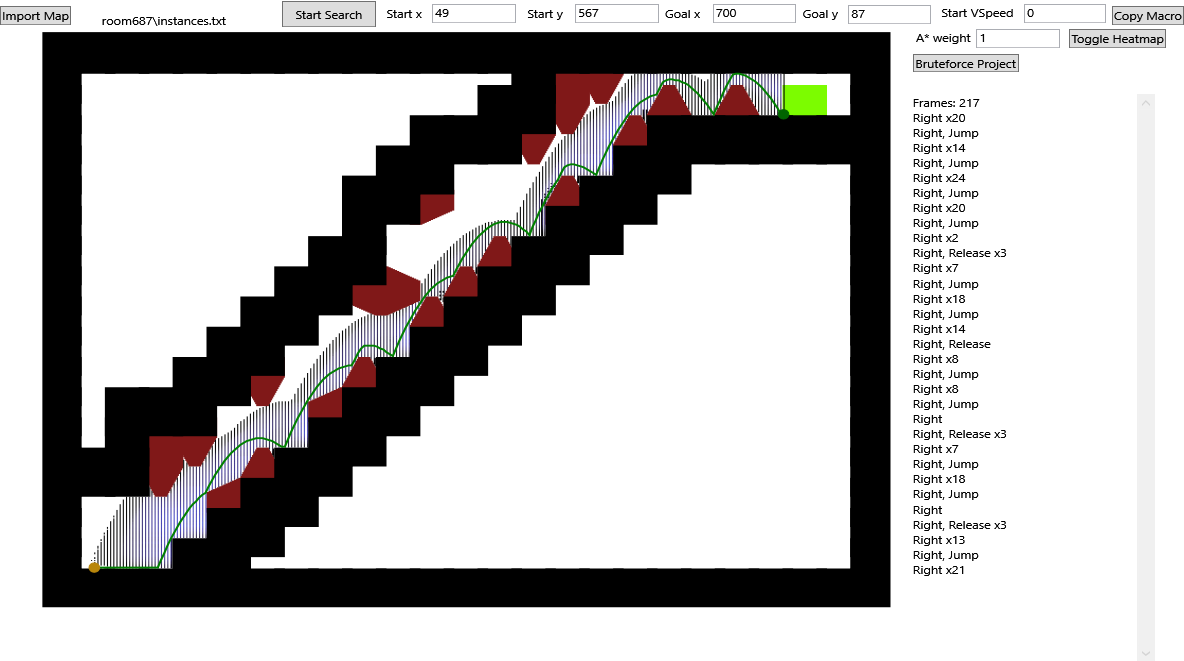 Import Map room687\instances.txt Start Search Start x 49 Start y 567 Goal x 700 Goal y 87 Start VSpeed 0 Copy Macro
A* weight 1 Toggle Heatmap
Bruteforce Project
Frames: 217
Right x20
Right, Jump
Right x14
Right, Jump
Right x24
Right, Jump
Right x20
Right, Jump
Right x2
Right, Release x3
Right x7
Right, Jump
Right x18
Right, Jump
Right x14
Right, Release
Right x8
Right, Jump
Right x8
Right, Jump
Right
Right, Release x3
Right x7
Right, Jump
Right x18
Right, Jump
Right
Right, Release x3
Right x13
Right, Jump
Right x21